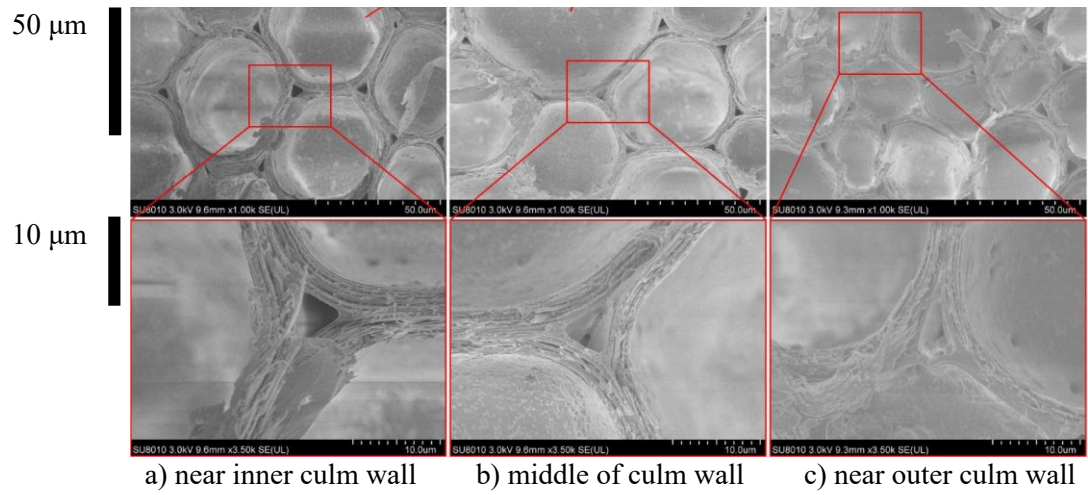 50 μm
SU8010 3.0kV 9.6mm x1.00k SE(UL) 50.0um
SU8010 3.0kV 9.6mm x1.00k SE(UL) 50.0um
SU8010 3.0kV 9.3mm x1.00k SE(UL) 50.0um
10 μm
SU8010 3.0kV 9.6mm x3.50k SE(UL) 10.0um
SU8010 3.0kV 9.6mm x3.50k SE(UL) 10.0um
SU8010 3.0kV 9.3mm x3.50k SE(UL) 10.0um
a) near inner culm wall
b) middle of culm wall
c) near outer culm wall